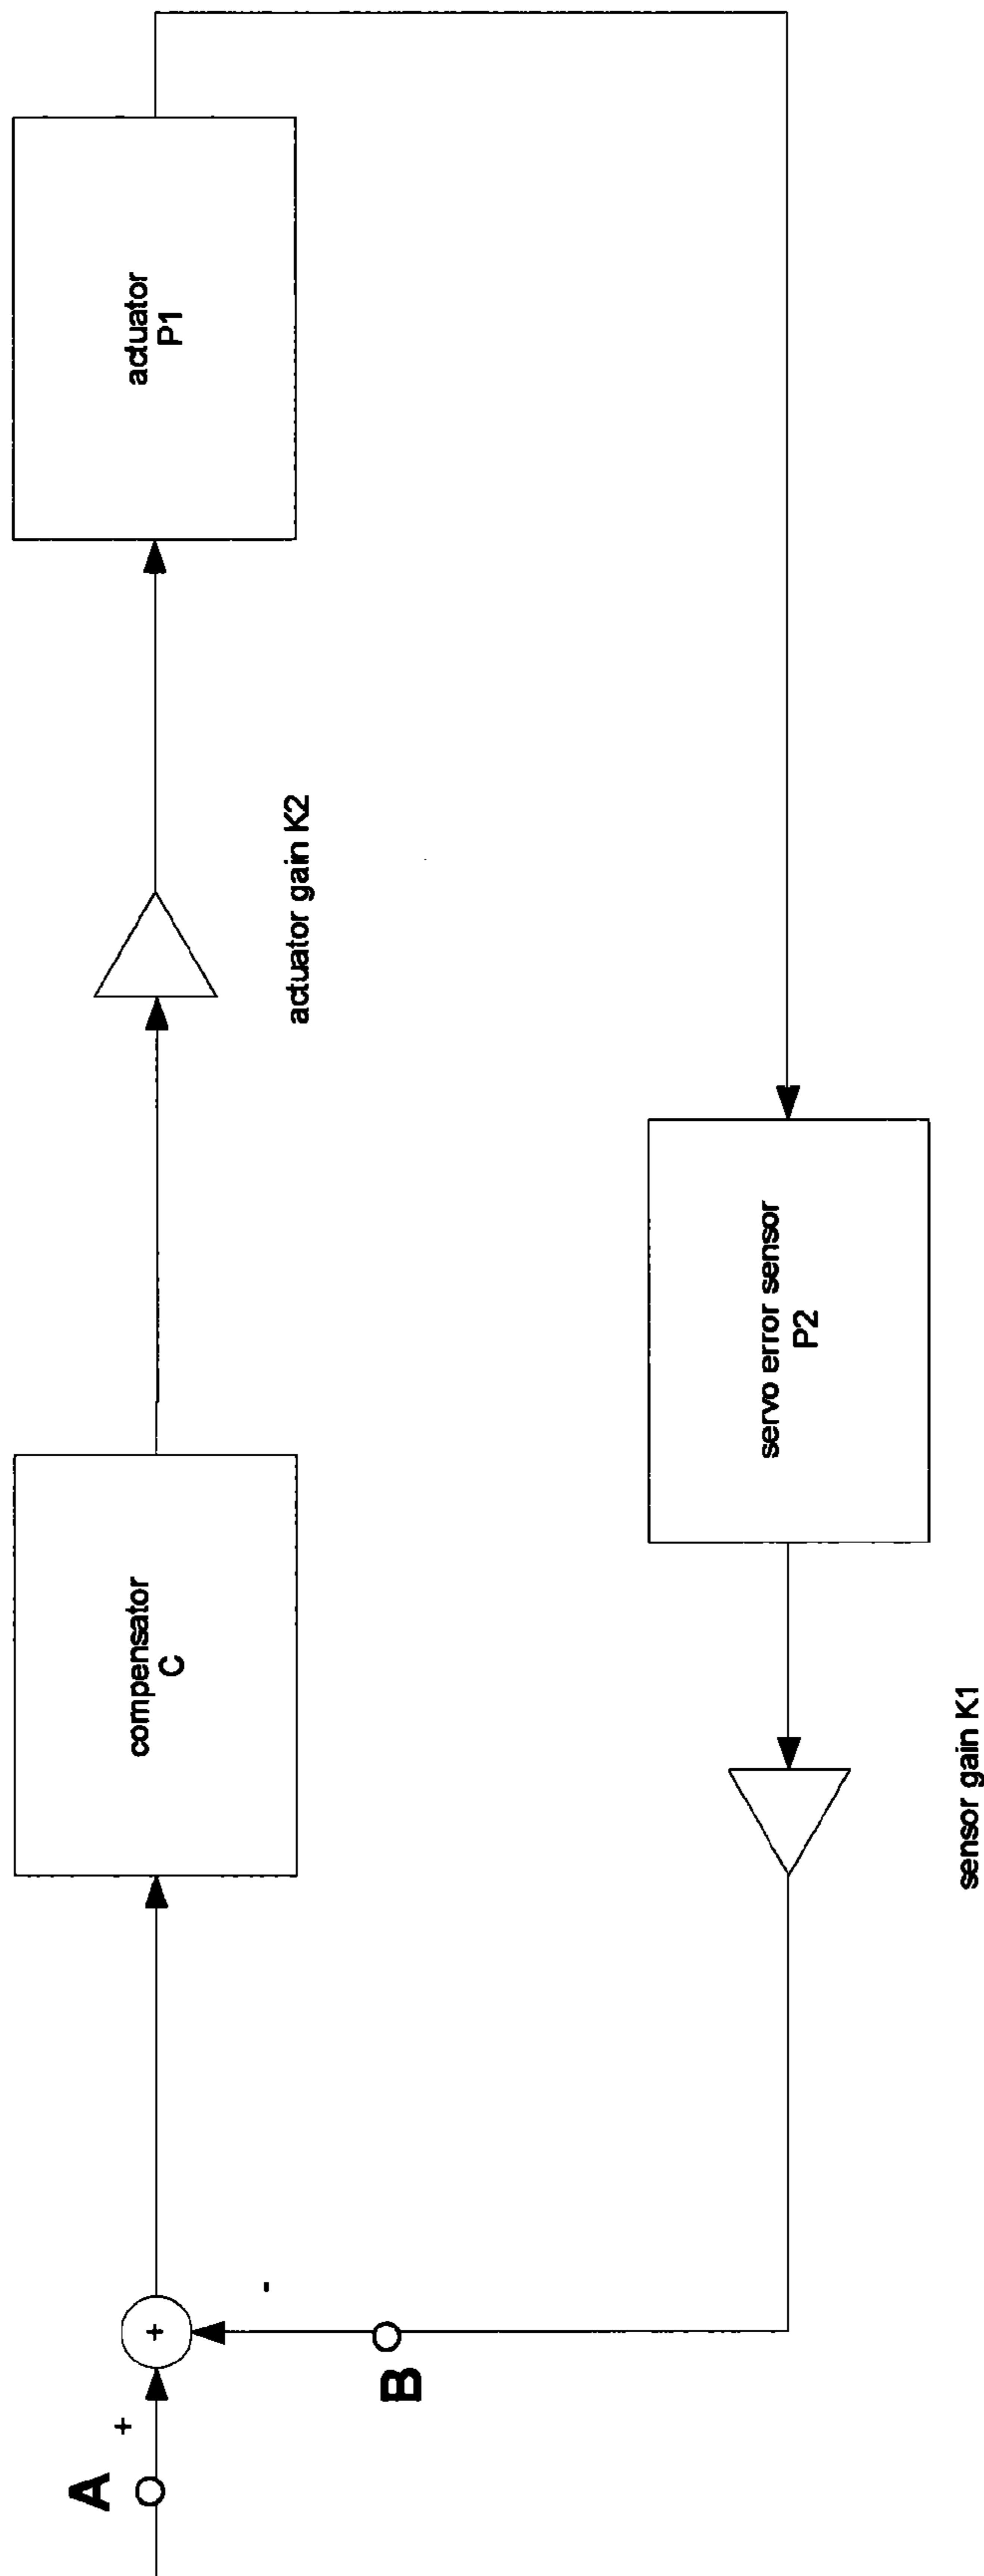 A
+
+
-
B
compensator
C
actuator gain K2
actuator
P1
servo error sensor
P2
sensor gain K1